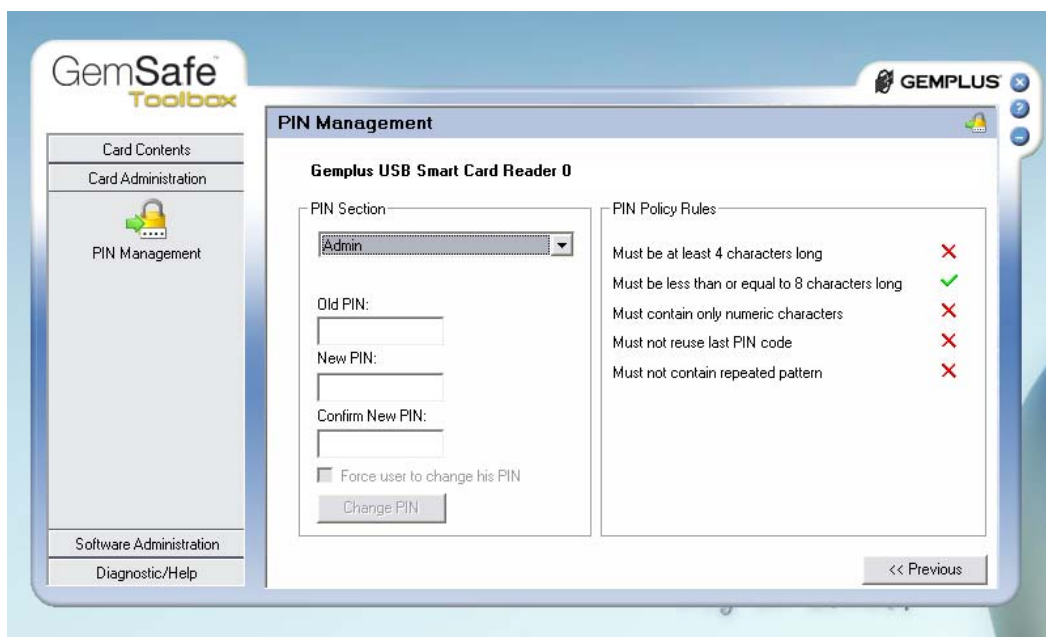 GemSafe™
Toolbox
GEMPLUS
Card Contents
Card Administration
PIN Management
Software Administration
Diagnostic/Help
PIN Management
Gemplus USB Smart Card Reader 0
PIN Section
Admin
Old PIN:
New PIN:
Confirm New PIN:
Force user to change his PIN
Change PIN
PIN Policy Rules
Must be at least 4 characters long
Must be less than or equal to 8 characters long
Must contain only numeric characters
Must not reuse last PIN code
Must not contain repeated pattern
<< Previous